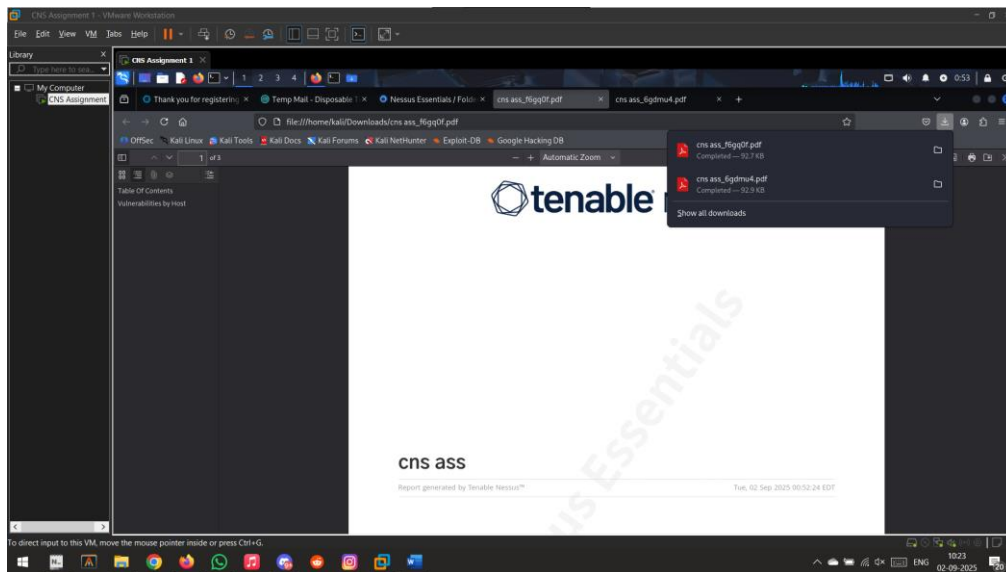 CNS Assignment 1 - VMware Workstation
File Edit View VM Tabs Help
Library X
Type here to sea...
My Computer
CNS Assignment
CNS Assignment 1 X
1 2 3 4
0:53
Thank you for registering × Temp Mail - Disposable × Nessus Essentials / Folde × cns ass_f6gq0f.pdf × cns ass_6gdmu4.pdf × +
file:///home/kali/Downloads/cns ass_f6gq0f.pdf
OffSec Kali Linux Kali Tools Kali Docs Kali Forums Kali NetHunter Exploit-DB Google Hacking DB
1 of 3
Automatic Zoom
cns ass_f6gq0f.pdf
Completed — 92.7 KB
cns ass_6gdmu4.pdf
Completed — 92.9 KB
Show all downloads
Table Of Contents
Vulnerabilities by Host
tenable
Essentials
cns ass
Report generated by Tenable Nessus™
Tue, 02 Sep 2025 00:52:24 EDT
To direct input to this VM, move the mouse pointer inside or press Ctrl+G.
ENG
10:23
02-09-2025